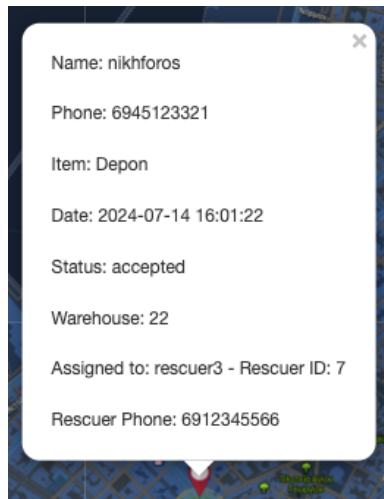 ×
Name: nikhforos
Phone: 6945123321
Item: Depon
Date: 2024-07-14 16:01:22
Status: accepted
Warehouse: 22
Assigned to: rescuer3 - Rescuer ID: 7
Rescuer Phone: 6912345566